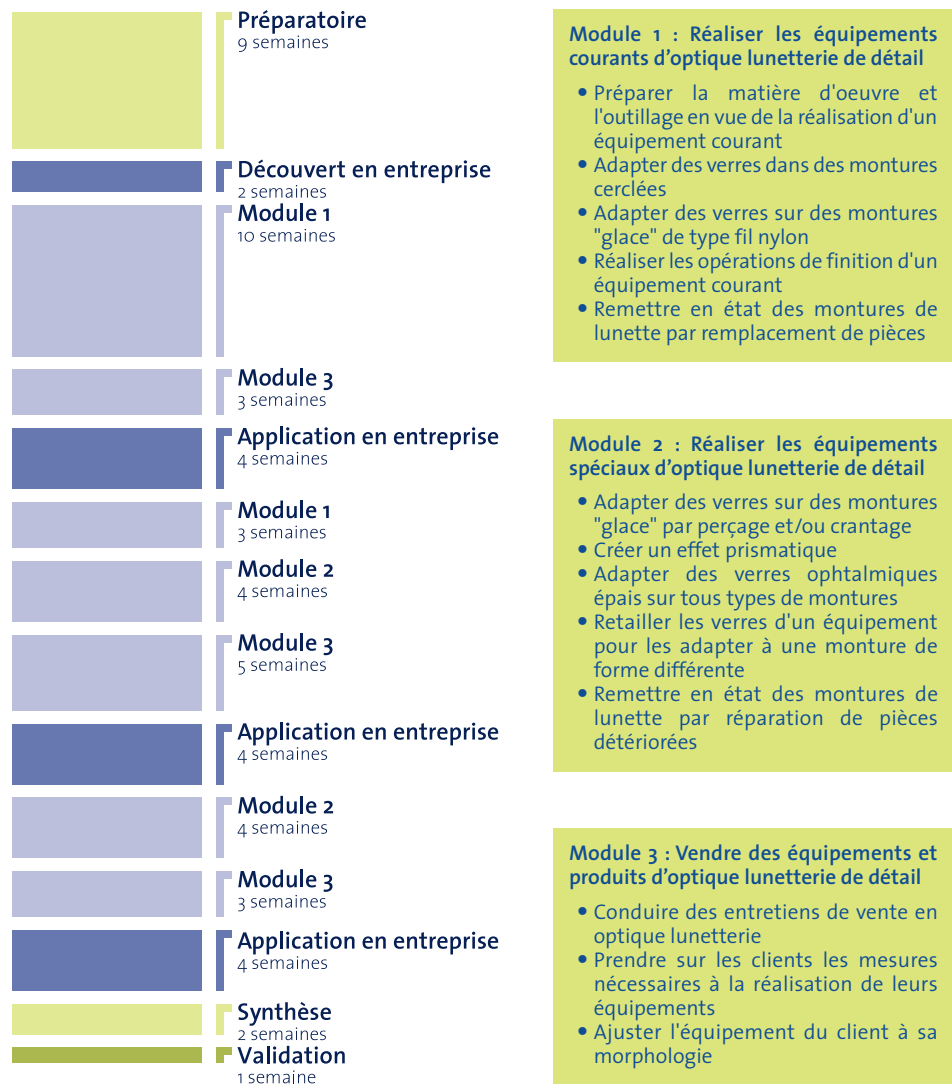 Préparatoire
9 semaines
Découvert en entreprise
2 semaines
Module 1
10 semaines
Module 3
3 semaines
Application en entreprise
4 semaines
Module 1
3 semaines
Module 2
4 semaines
Module 3
5 semaines
Application en entreprise
4 semaines
Module 2
4 semaines
Module 3
3 semaines
Application en entreprise
4 semaines
Synthèse
2 semaines
Validation
1 semaine
Module 1 : Réaliser les équipements
courants d'optique lunetterie de détail
• Préparer la matière d'oeuvre et
l'outillage en vue de la réalisation d'un
équipement courant
• Adapter des verres dans des montures
cerclées
• Adapter des verres sur des montures
"glace" de type fil nylon
• Réaliser les opérations de finition d'un
équipement courant
• Remettre en état des montures de
lunette par remplacement de pièces
Module 2 : Réaliser les équipements
spéciaux d'optique lunetterie de détail
• Adapter des verres sur des montures
"glace" par perçage et/ou crantage
• Créer un effet prismatique
• Adapter des verres ophtalmiques
épais sur tous types de montures
• Retailler les verres d'un équipement
pour les adapter à une monture de
forme différente
• Remettre en état des montures de
lunette par réparation de pièces
détériorées
Module 3 : Vendre des équipements et
produits d'optique lunetterie de détail
• Conduire des entretiens de vente en
optique lunetterie
• Prendre sur les clients les mesures
nécessaires à la réalisation de leurs
équipements
• Ajuster l'équipement du client à sa
morphologie